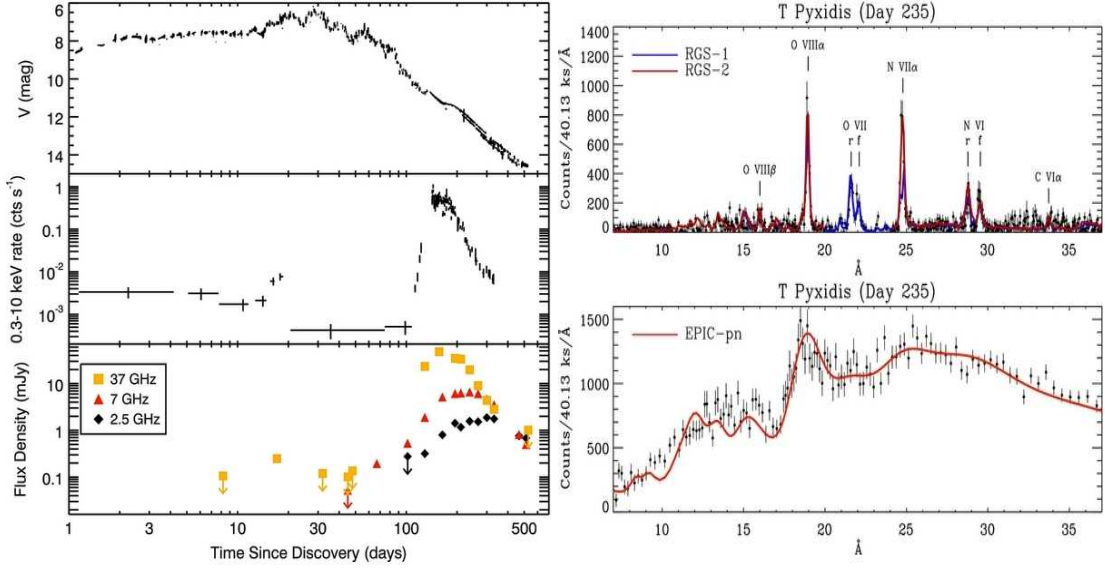 6
8
10
12
14
V (mag)
1
0.1
10⁻²
10⁻³
0.3-10 keV rate (cts s⁻¹)
10
1
0.1
Flux Density (mJy)
37 GHz
7 GHz
2.5 GHz
1 3 10 30 100 500
Time Since Discovery (days)
T Pyxidis (Day 235)
1400
1200
1000
800
600
400
200
0
Counts/40.13 ks/Å
RGS-1
RGS-2
O VIIIβ
O VIIIα
O VII
r f
N VIIα
N VI
r f
C VIα
10 15 20 25 30 35
Å
T Pyxidis (Day 235)
1500
1000
500
0
Counts/40.13 ks/Å
EPIC-pn
10 15 20 25 30 35
Å